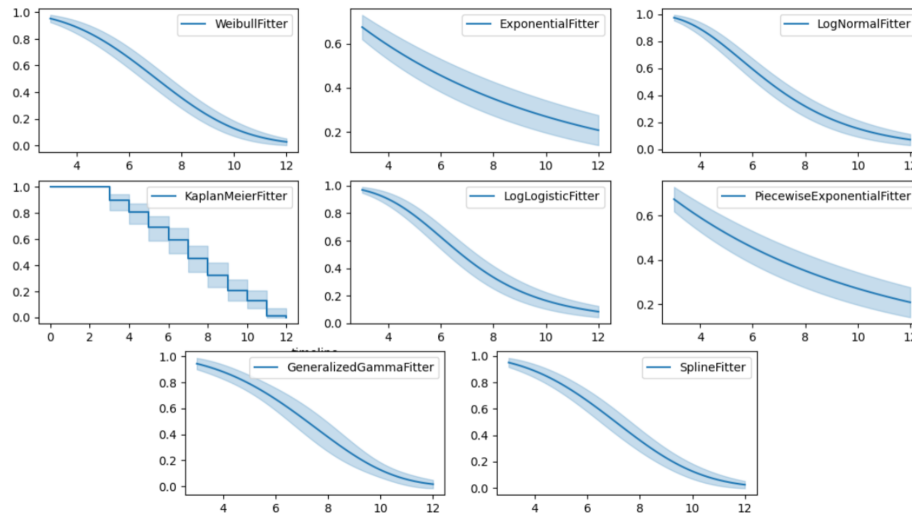 WeibullFitter
ExponentialFitter
LogNormalFitter
1.0
0.8
0.6
0.4
0.2
0.0
4 6 8 10 12
0.6
0.4
0.2
4 6 8 10 12
1.0
0.8
0.6
0.4
0.2
0.0
4 6 8 10 12
KaplanMeierFitter
LogLogisticFitter
PiecewiseExponentialFitter
1.0
0.8
0.6
0.4
0.2
0.0
0 2 4 6 8 10 12
1.0
0.8
0.6
0.4
0.2
0.0
4 6 8 10 12
0.6
0.4
0.2
4 6 8 10 12
timeline
GeneralizedGammaFitter
SplineFitter
1.0
0.8
0.6
0.4
0.2
0.0
4 6 8 10 12
1.0
0.8
0.6
0.4
0.2
0.0
4 6 8 10 12